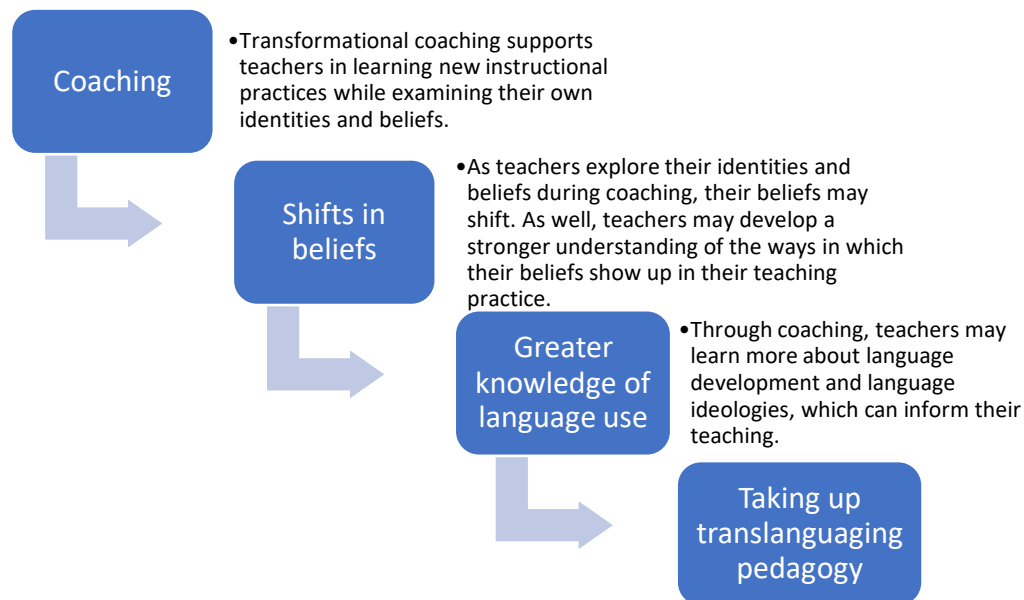 Coaching
•Transformational coaching supports
teachers in learning new instructional
practices while examining their own
identities and beliefs.
Shifts in
beliefs
•As teachers explore their identities and
beliefs during coaching, their beliefs may
shift. As well, teachers may develop a
stronger understanding of the ways in which
their beliefs show up in their teaching
practice.
Greater
knowledge of
language use
•Through coaching, teachers may
learn more about language
development and language
ideologies, which can inform their
teaching.
Taking up
translanguaging
pedagogy